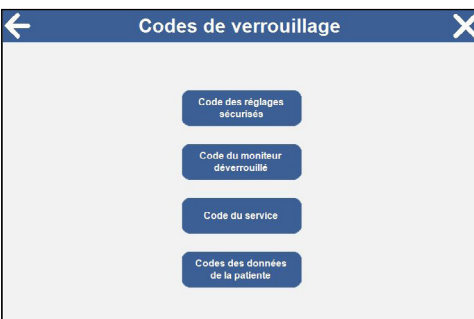 Codes de verrouillage
Code des réglages
sécurisés
Code du moniteur
déverrouillé
Code du service
Codes des données
de la patiente